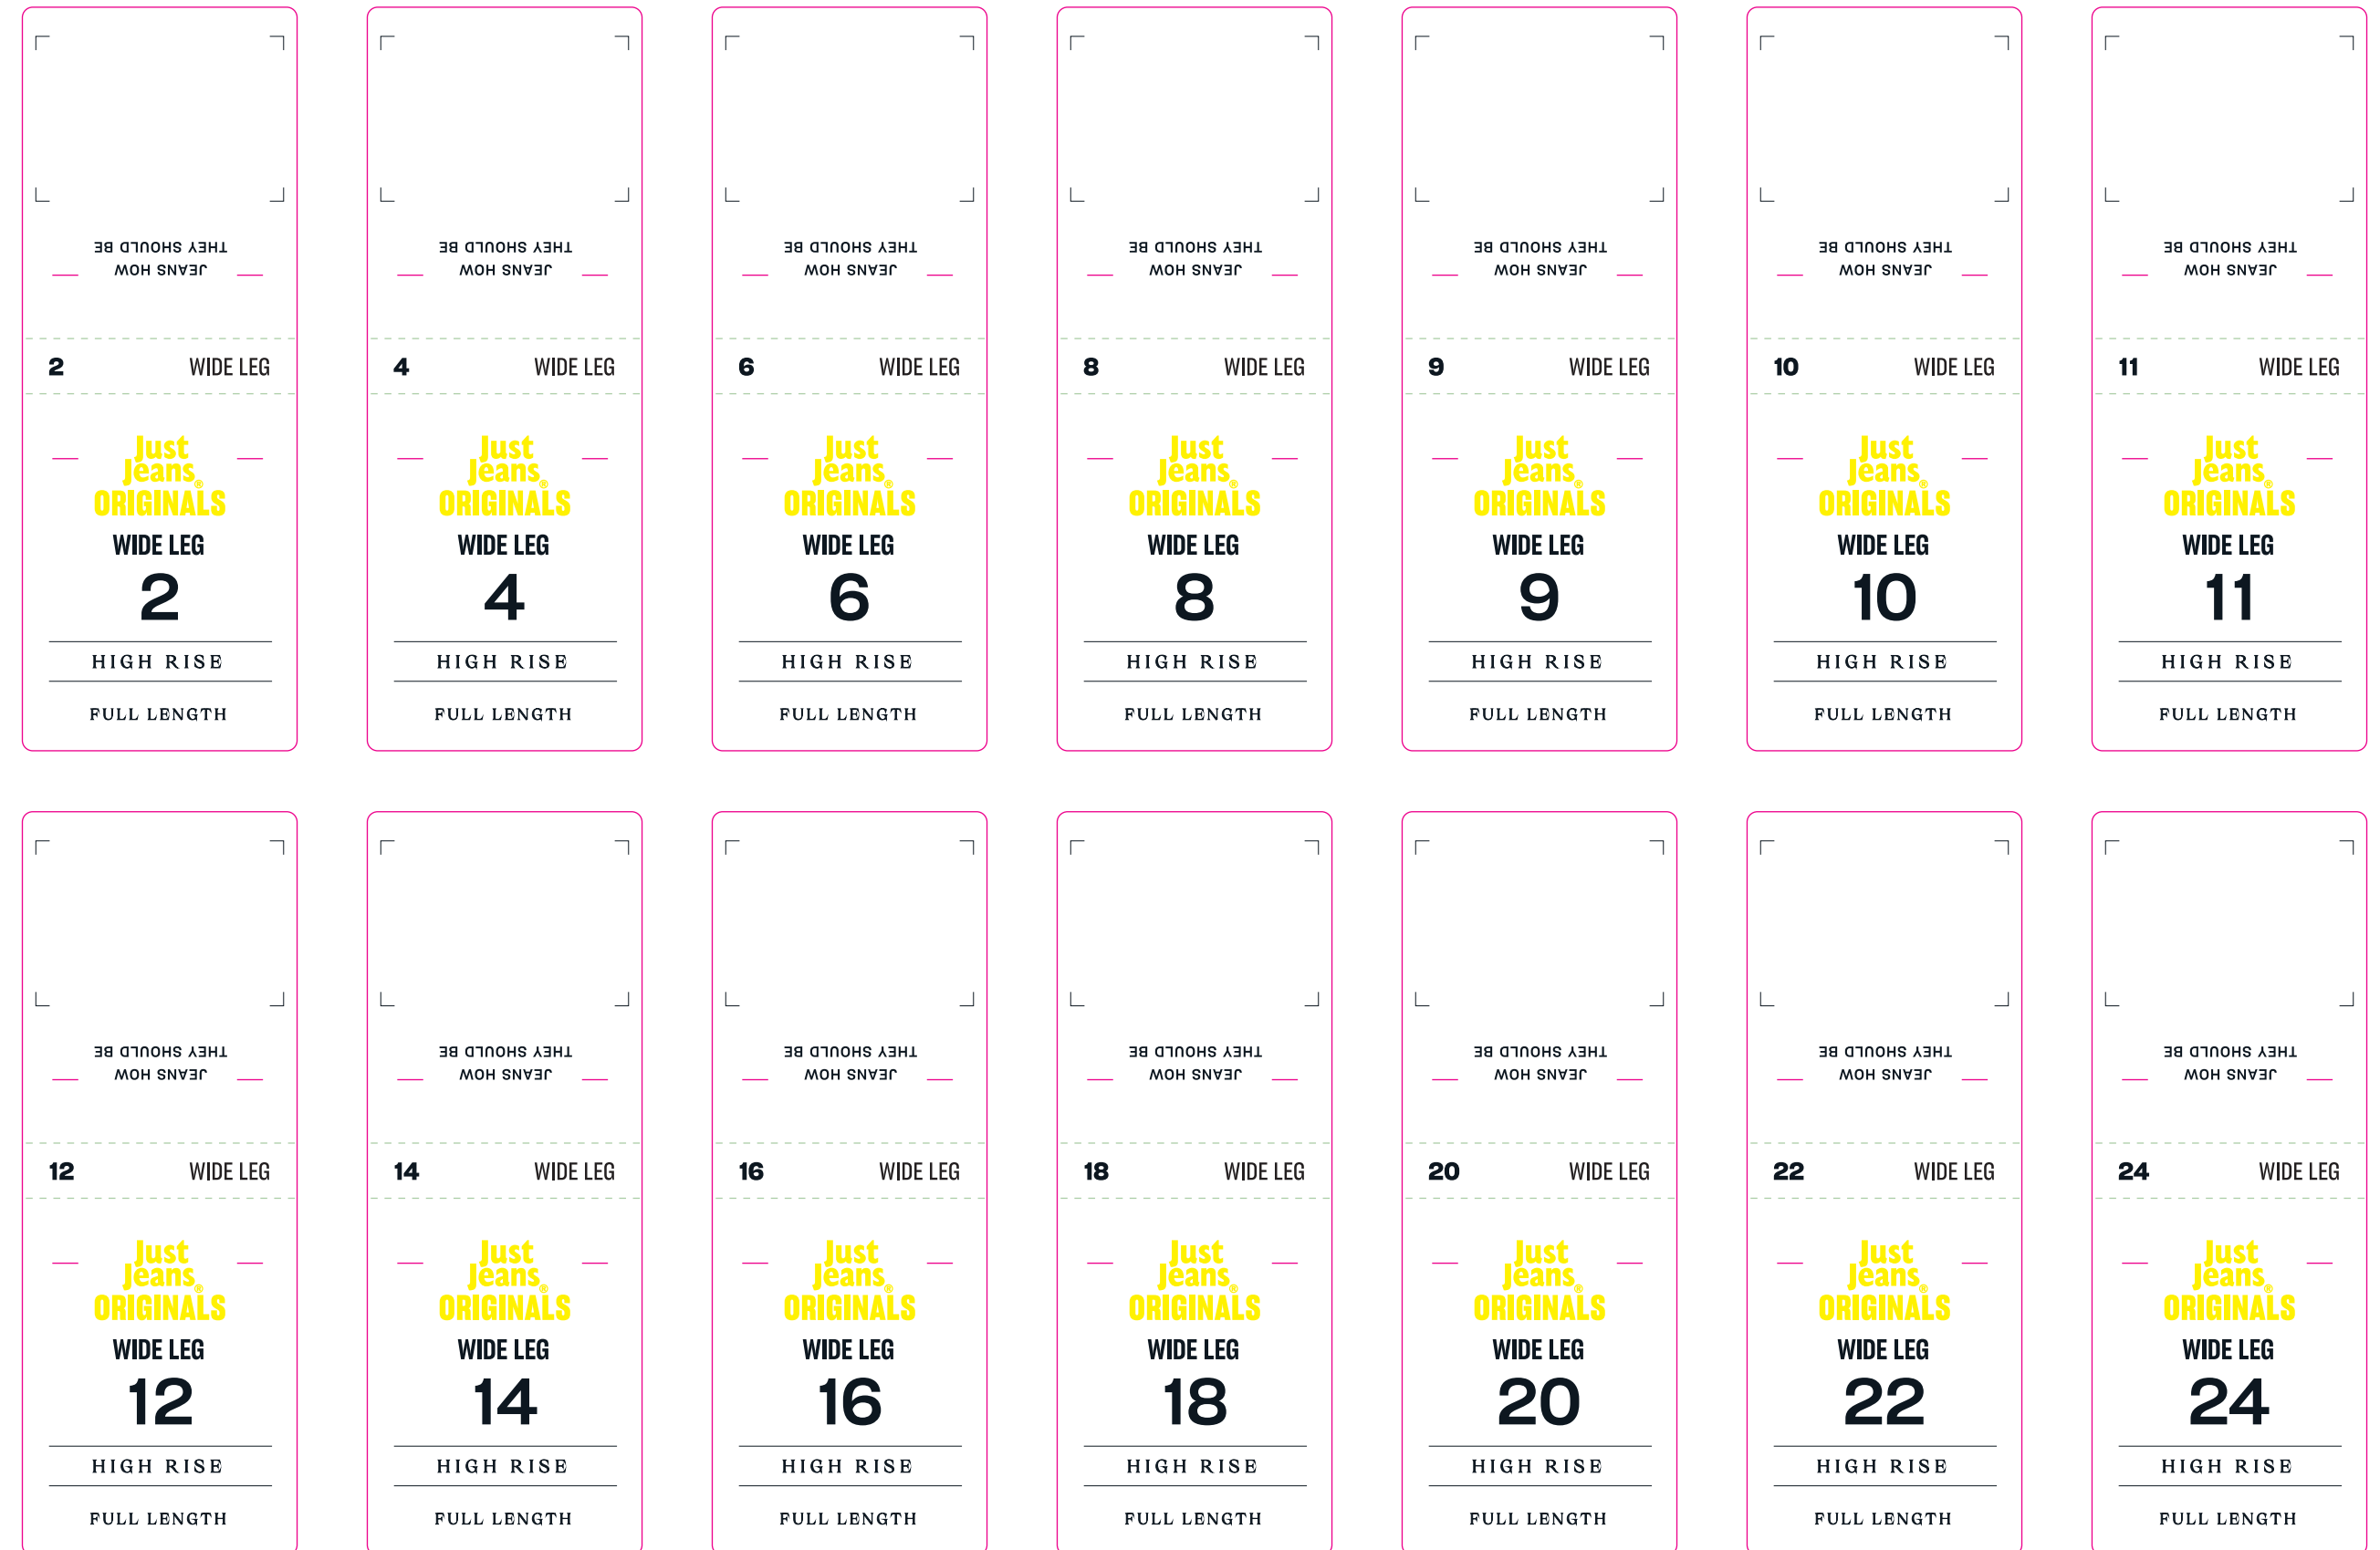 THEY SHOULD BE
JEANS HOW
2 WIDE LEG
Just
Jeans®
ORIGINALS
WIDE LEG
2
HIGH RISE
FULL LENGTH
THEY SHOULD BE
JEANS HOW
4 WIDE LEG
Just
Jeans®
ORIGINALS
WIDE LEG
4
HIGH RISE
FULL LENGTH
THEY SHOULD BE
JEANS HOW
6 WIDE LEG
Just
Jeans®
ORIGINALS
WIDE LEG
6
HIGH RISE
FULL LENGTH
THEY SHOULD BE
JEANS HOW
8 WIDE LEG
Just
Jeans®
ORIGINALS
WIDE LEG
8
HIGH RISE
FULL LENGTH
THEY SHOULD BE
JEANS HOW
9 WIDE LEG
Just
Jeans®
ORIGINALS
WIDE LEG
9
HIGH RISE
FULL LENGTH
THEY SHOULD BE
JEANS HOW
10 WIDE LEG
Just
Jeans®
ORIGINALS
WIDE LEG
10
HIGH RISE
FULL LENGTH
THEY SHOULD BE
JEANS HOW
11 WIDE LEG
Just
Jeans®
ORIGINALS
WIDE LEG
11
HIGH RISE
FULL LENGTH
THEY SHOULD BE
JEANS HOW
12 WIDE LEG
Just
Jeans®
ORIGINALS
WIDE LEG
12
HIGH RISE
FULL LENGTH
THEY SHOULD BE
JEANS HOW
14 WIDE LEG
Just
Jeans®
ORIGINALS
WIDE LEG
14
HIGH RISE
FULL LENGTH
THEY SHOULD BE
JEANS HOW
16 WIDE LEG
Just
Jeans®
ORIGINALS
WIDE LEG
16
HIGH RISE
FULL LENGTH
THEY SHOULD BE
JEANS HOW
18 WIDE LEG
Just
Jeans®
ORIGINALS
WIDE LEG
18
HIGH RISE
FULL LENGTH
THEY SHOULD BE
JEANS HOW
20 WIDE LEG
Just
Jeans®
ORIGINALS
WIDE LEG
20
HIGH RISE
FULL LENGTH
THEY SHOULD BE
JEANS HOW
22 WIDE LEG
Just
Jeans®
ORIGINALS
WIDE LEG
22
HIGH RISE
FULL LENGTH
THEY SHOULD BE
JEANS HOW
24 WIDE LEG
Just
Jeans®
ORIGINALS
WIDE LEG
24
HIGH RISE
FULL LENGTH